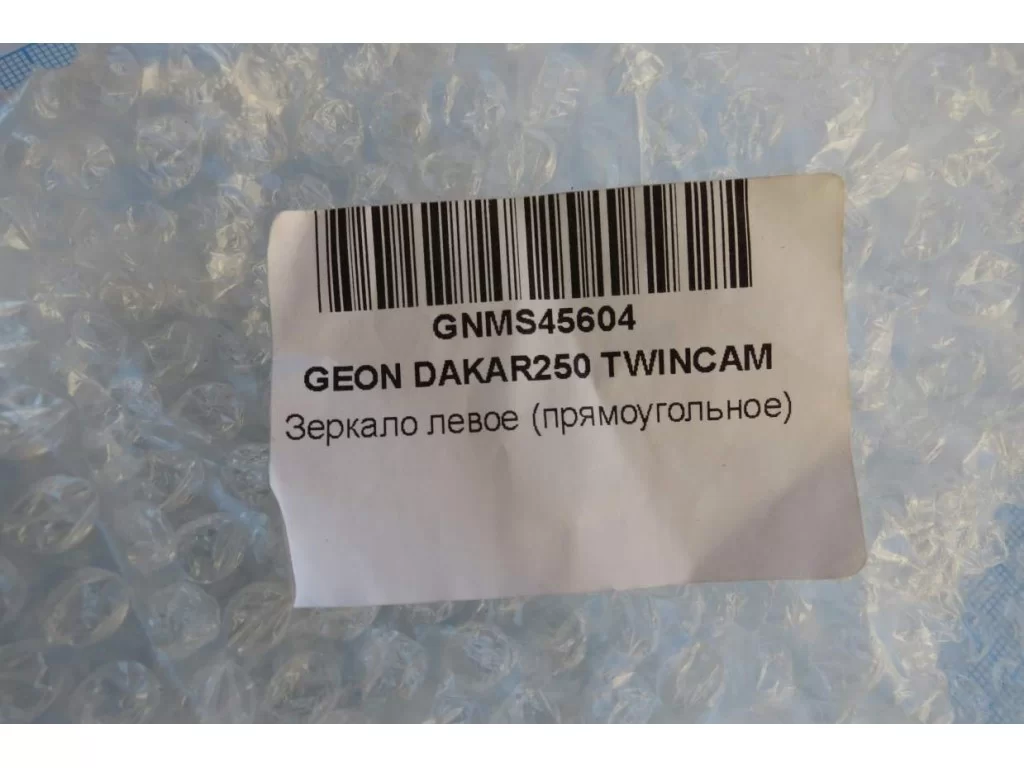 GNMS45604
GEON DAKAR250 TWINCAM
Зеркало левое (прямоугольное)